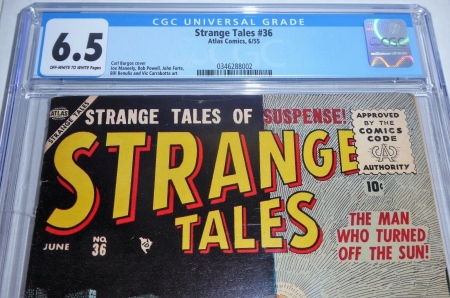 CGC UNIVERSAL GRADE
6.5
OFF-WHITE TO WHITE Pages
Strange Tales #36
Atlas Comics, 6/55
0346288002
Carl Burgos cover
Joe Maneely, Bob Powell, John Forte,
Bill Benulis and Vic Carrabotta art
ATLAS
STRANGE TALES
STRANGE TALES OF SUSPENSE!
STRANGE
TALES
APPROVED
BY THE
COMICS
CODE
AUTHORITY
10¢
JUNE
NO.
36
THE MAN
WHO TURNED
OFF THE SUN!